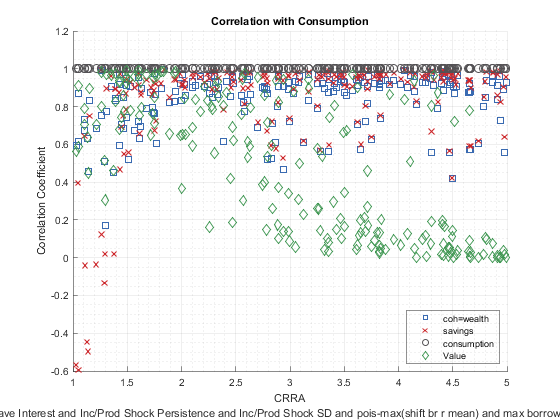 Correlation with Consumption
1.2
1
0.8
0.6
0.4
0.2
0
-0.2
-0.4
-0.6
Correlation Coefficient
coh=wealth
savings
consumption
Value
1 1.5 2 2.5 3 3.5 4 4.5 5
CRRA
ave Interest and Inc/Prod Shock Persistence and Inc/Prod Shock SD and pois-max(shift br r mean) and max borrow